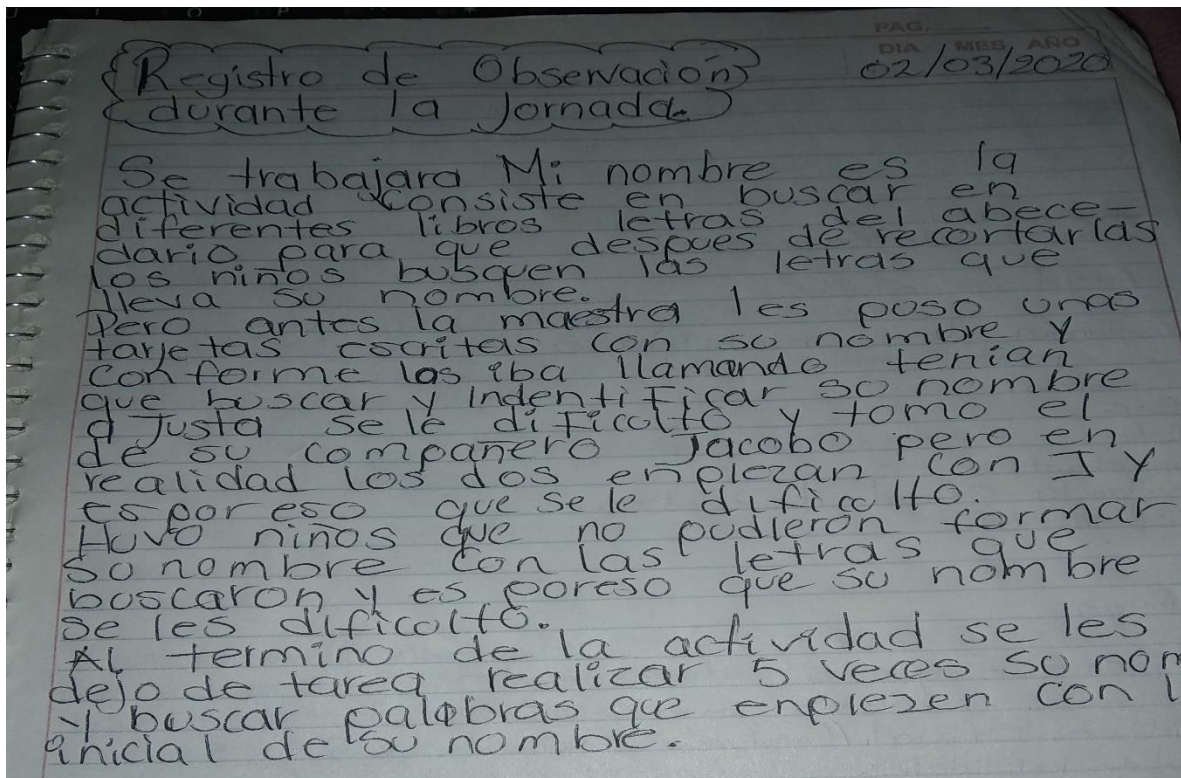 PAG.
DIA MES AÑO
02/03/2020
Registro de Observación
durante la Jornada.
Se trabajara Mi nombre es la
actividad consiste en buscar en
diferentes libros letras del abece-
dario para que despues de recortarlas
los niños busquen las letras que
lleva su nombre.
Pero antes la maestra les puso unas
tarjetas escritas con su nombre y
conforme los iba llamando tenian
que buscar y indentificar su nombre
a Justa se le dificulto y tomo el
de su compañero Jacobo pero en
realidad los dos enplezan con J Y
es por eso que se le dificulto.
Huvo niños que no pudieron formar
su nombre con las letras que
buscaron y es poreso que su nombre
se les dificulto.
AL termino de la actividad se les
dejo de tarea realizar 5 veces su nom
y buscar palabras que enplezen con l
inicial de su nombre.